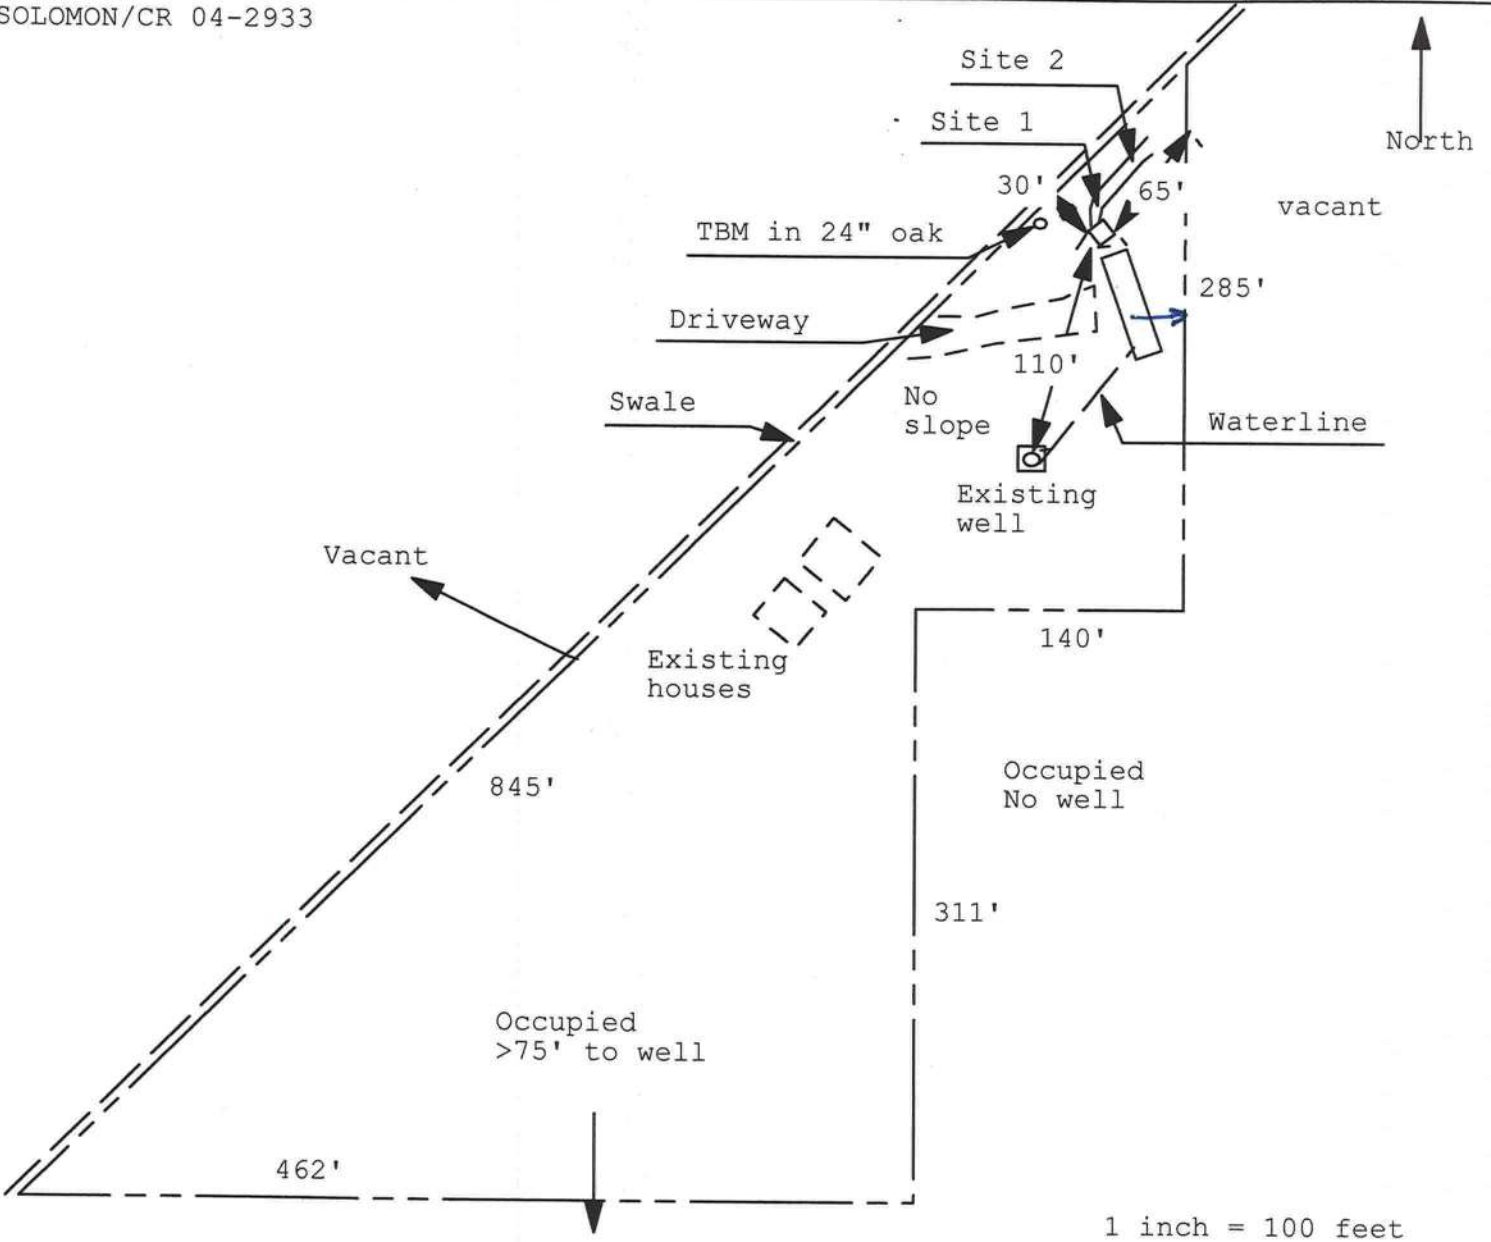 SOLOMON/CR 04-2933
Site 2
Site 1
North
30'
65'
vacant
TBM in 24" oak
285'
Driveway
110'
No
slope
Swale
Waterline
Existing
well
Vacant
140'
Existing
houses
845'
Occupied
No well
311'
Occupied
>75' to well
462'
1 inch = 100 feet